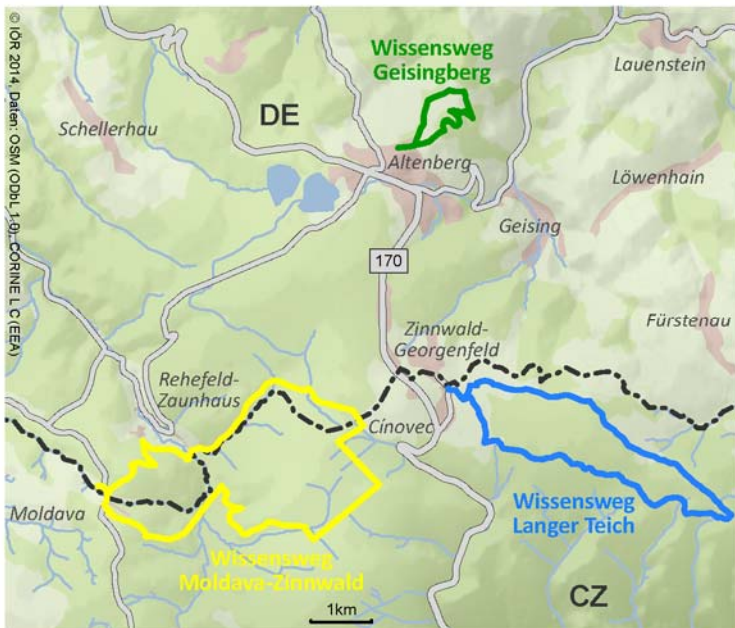 © IÖR 2014, Daten: OSM (ODbL 1.0), CORINE L C (EEA)
Wissensweg
Geisingberg
Lauenstein
DE
Schellerhau
Altenberg
Löwenhain
Geising
170
Zinnwald-
Georgenfeld
Fürstenau
Rehefeld-
Zaunhaus
Cínovec
Moldava
Wissensweg
Langer Teich
Wissensweg
Moldava-Zinnwald
CZ
1km